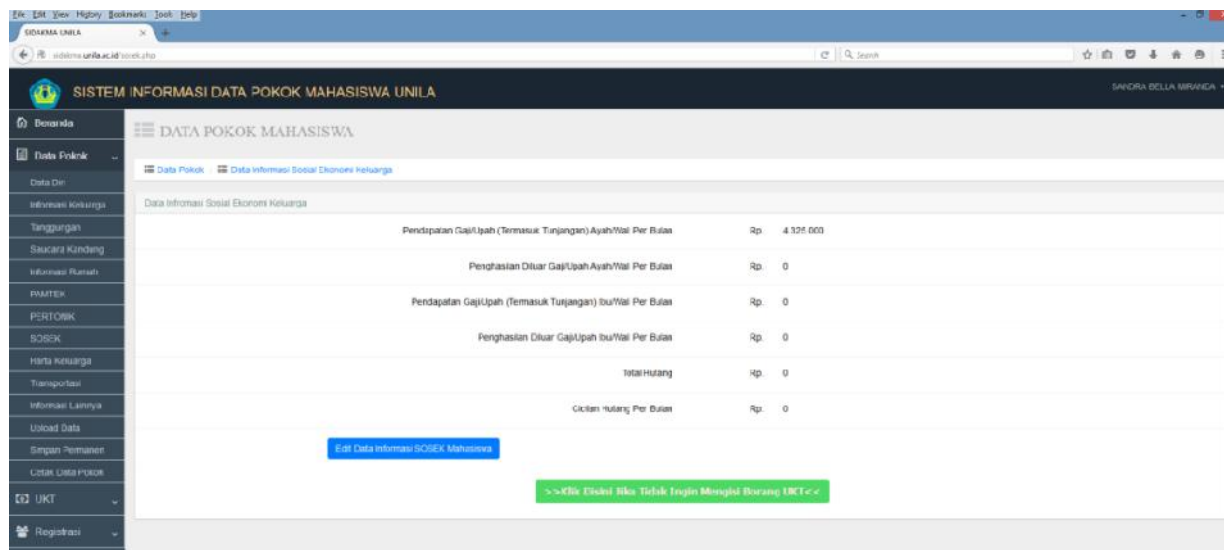 File Edit View History Bookmarks Tools Help
SIDAKMA UNILA
sidakma.unila.ac.id/sosek.php
Search
SISTEM INFORMASI DATA POKOK MAHASISWA UNILA
SANDRA BELLA MIRANDA
Beranda
DATA POKOK MAHASISWA
Data Pokok
Data Pokok
Data Informasi Sosial Ekonomi Keluarga
Data Diri
Informasi Keluarga
Data Infromasi Sosial Ekonomi Keluarga
Tanggungan
Pendapatan Gaji/Upah (Termasuk Tunjangan) Ayah/Wali Per Bulan Rp. 4.325.000
Saudara Kandung
Informasi Rumah
Penghasilan Diluar Gaji/Upah Ayah/Wali Per Bulan Rp. 0
PAMTEK
Pendapatan Gaji/Upah (Termasuk Tunjangan) Ibu/Wali Per Bulan Rp. 0
PERTONIK
SOSEK
Penghasilan Diluar Gaji/Upah Ibu/Wali Per Bulan Rp. 0
Harta Keluarga
Total Hutang Rp. 0
Transportasi
Informasi Lainnya
Cicilan Hutang Per Bulan Rp. 0
Upload Data
Simpan Permanen
Edit Data Informasi SOSEK Mahasiswa
Cetak Data Pokok
>>Klik Disini Jika Tidak Ingin Mengisi Borang UKT<<
UKT
Registrasi